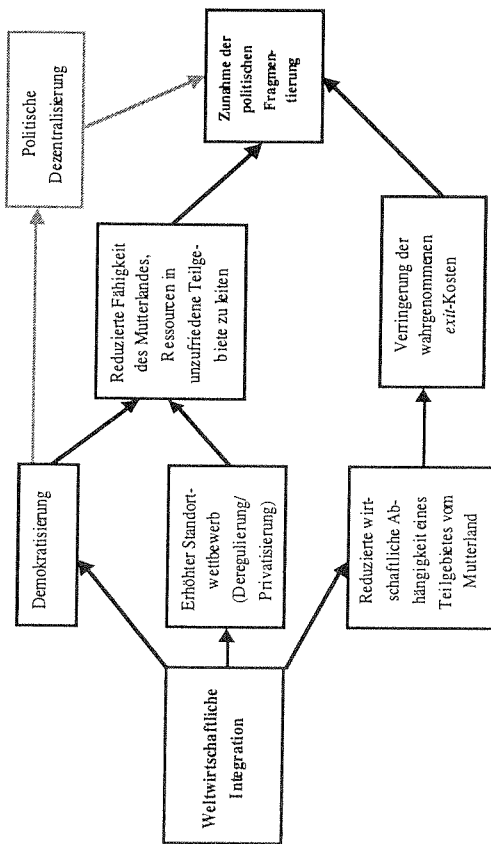 Weltwirtschaftliche
Integration
Demokratisierung
Erhöhter Standort-
wettbewerb
(Deregulierung/
Privatisierung)
Reduzierte wirt-
schaftliche Ab-
hängigkeit eines
Teilgebietes vom
Mutterland
Reduzierte Fähigkeit
des Mutterlandes,
Ressourcen in
unzufriedene Teilge-
biete zu leiten
Verringerung der
wahrgenommenen
exit-Kosten
Politische
Dezentralisierung
Zunahme der
politischen
Fragmen-
tierung